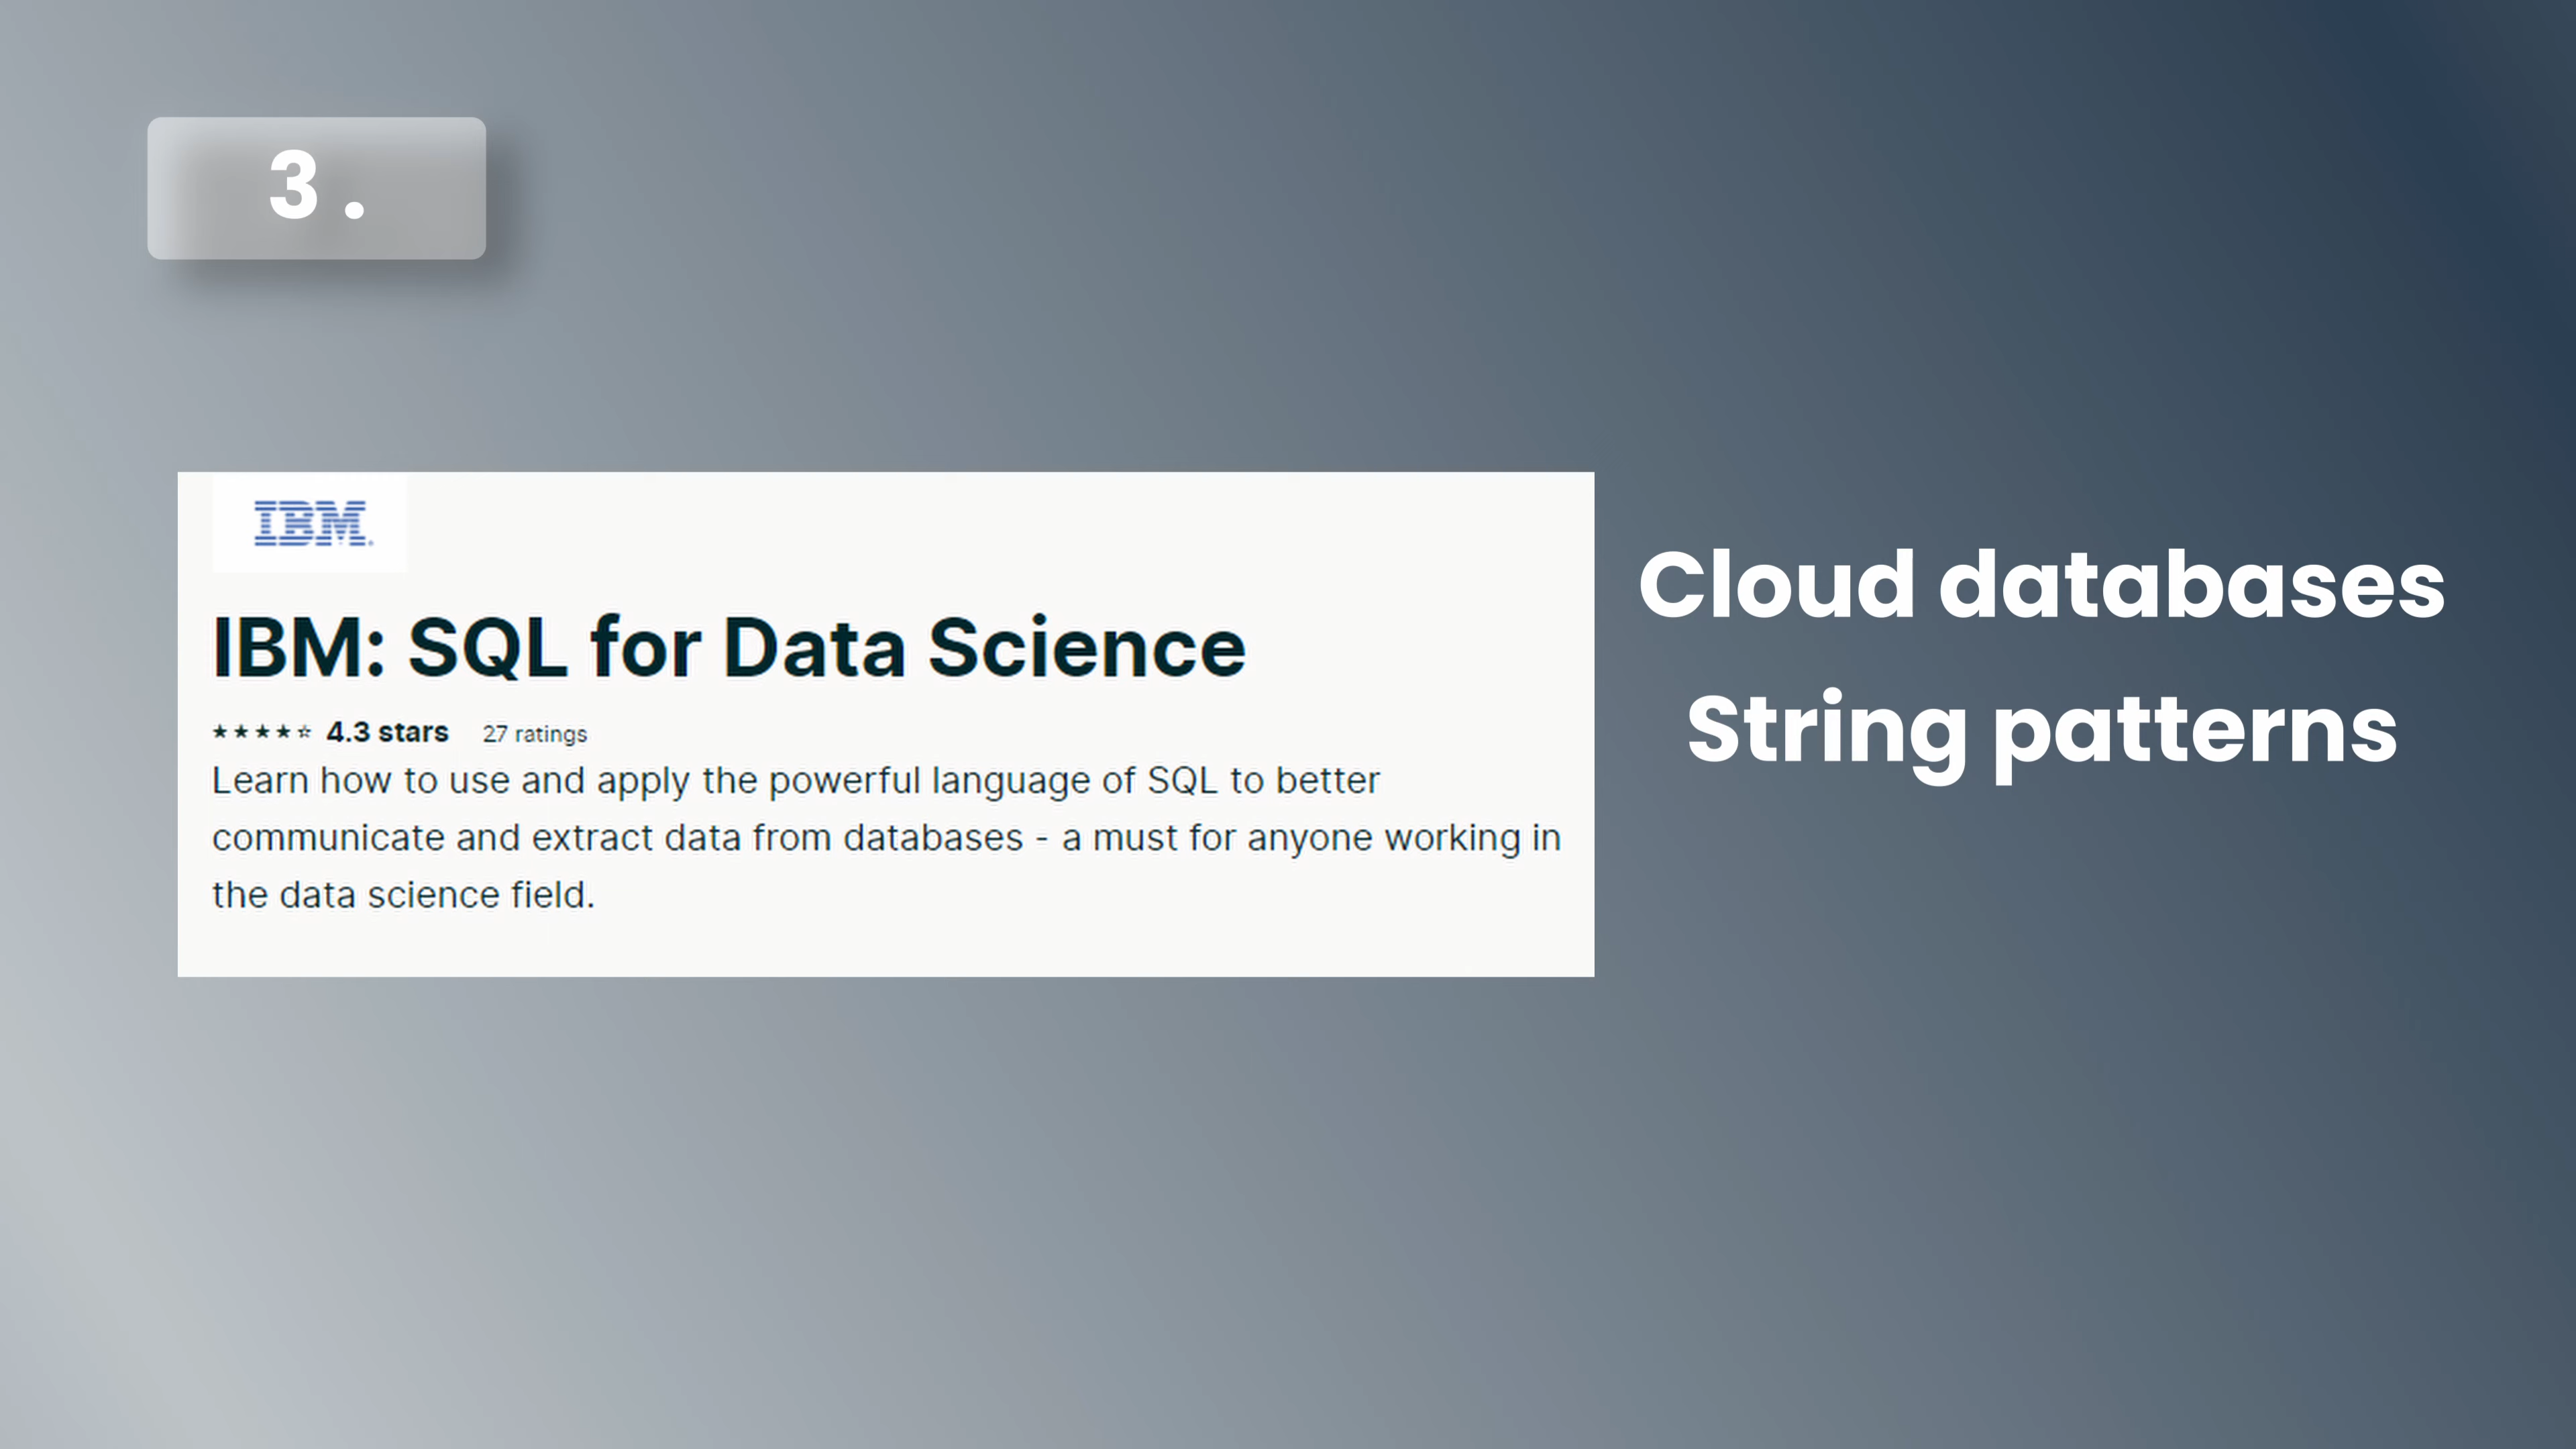 3.
IBM
IBM: SQL for Data Science
★★★★☆ 4.3 stars 27 ratings
Learn how to use and apply the powerful language of SQL to better
communicate and extract data from databases - a must for anyone working in
the data science field.
Cloud databases
String patterns